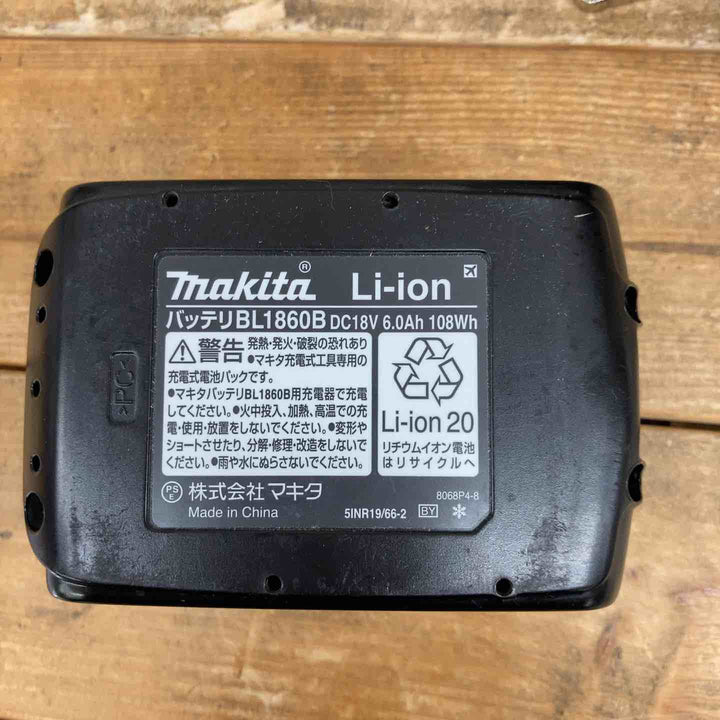 makita® Li-ion
バッテリBL1860B DC18V 6.0Ah 108Wh
警告 発熱・発火・破裂の恐れあり
●マキタ充電式工具専用の
充電式電池パックです。
●マキタバッテリBL1860B用充電器で充電
してください。●火中投入、加熱、高温での充
電・使用・放置をしないでください。●変形や
ショートさせたり、分解・修理・改造をしないで
ください。●雨や水にぬらさないでください。
Li-ion 20
リチウムイオン電池
はリサイクルへ
PSE 株式会社 マキタ
Made in China
8068P4-8
5INR19/66-2 BY
>PC<